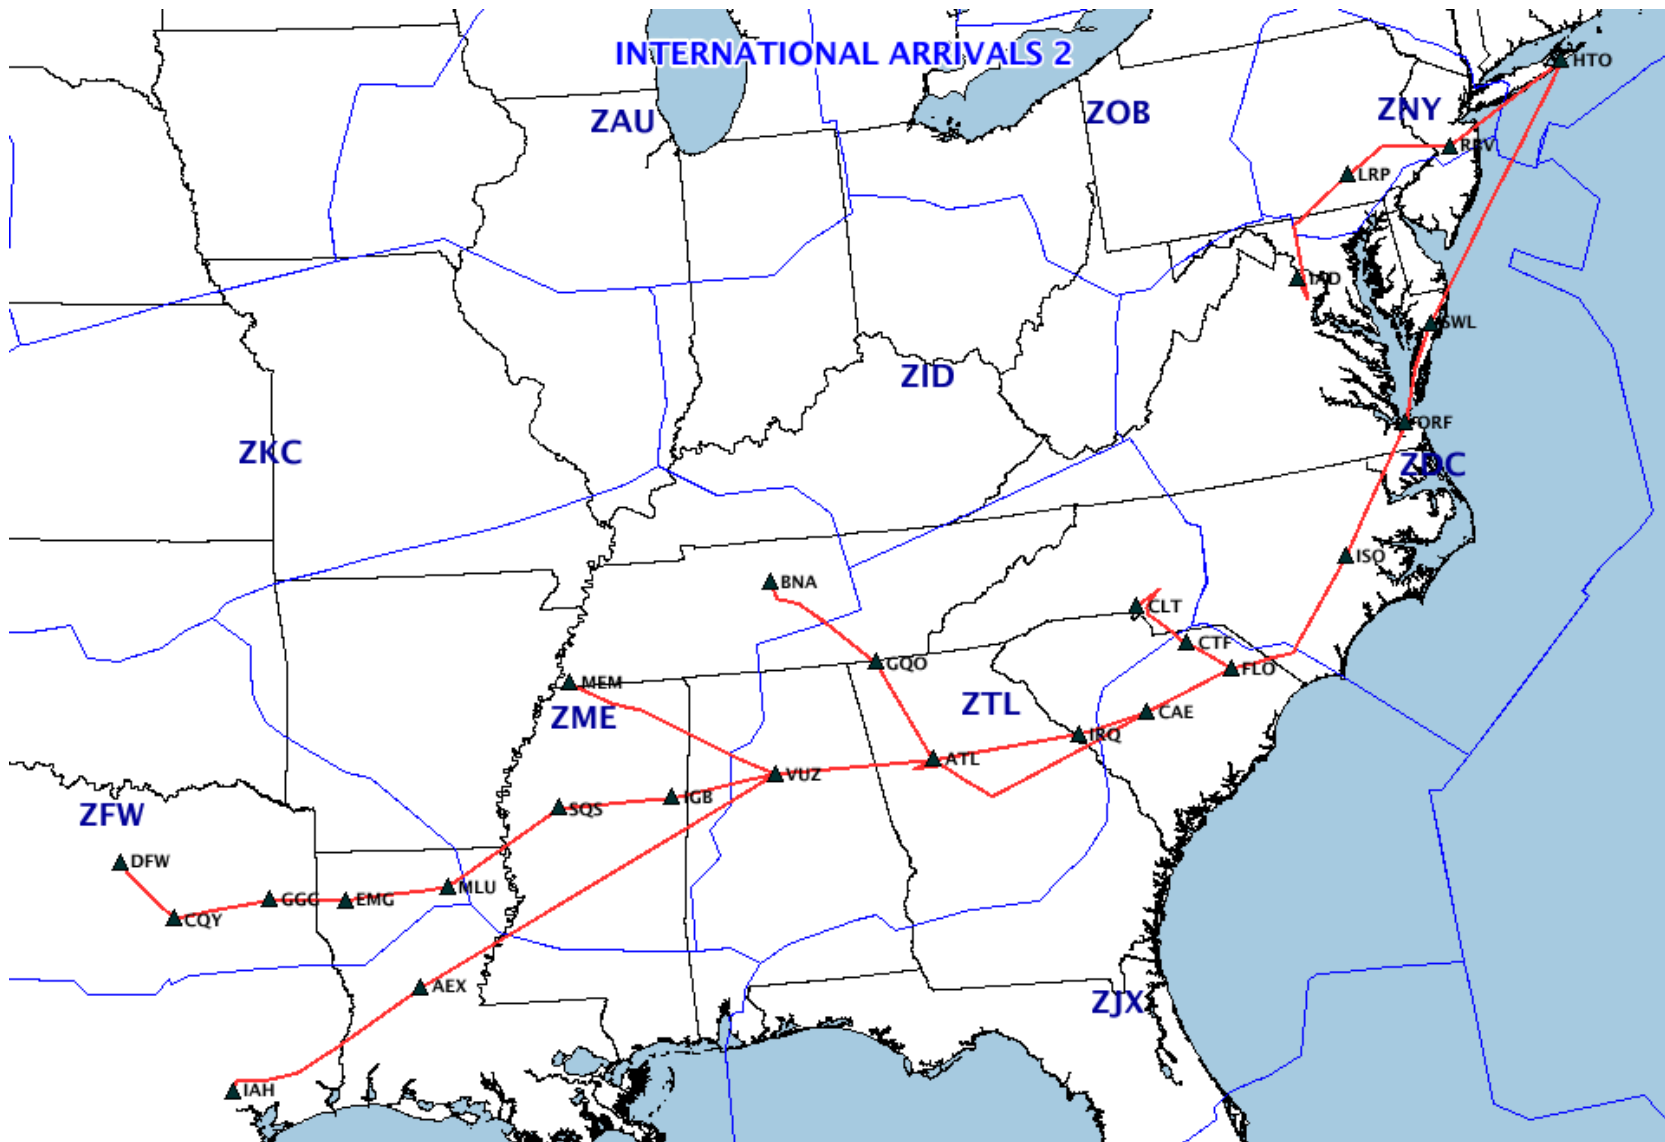 INTERNATIONAL ARRIVALS 2
HTO
ZAU
ZOB
ZNY
RBV
LRP
IAD
SWL
ZID
ORF
ZKC
ZDC
ISO
BNA
CLT
CTF
GQO
FLO
MEM
ZME
ZTL
CAE
IRQ
ATL
VUZ
IGB
SQS
ZFW
DFW
MLU
GGG
EMG
CQY
AEX
ZJX
IAH